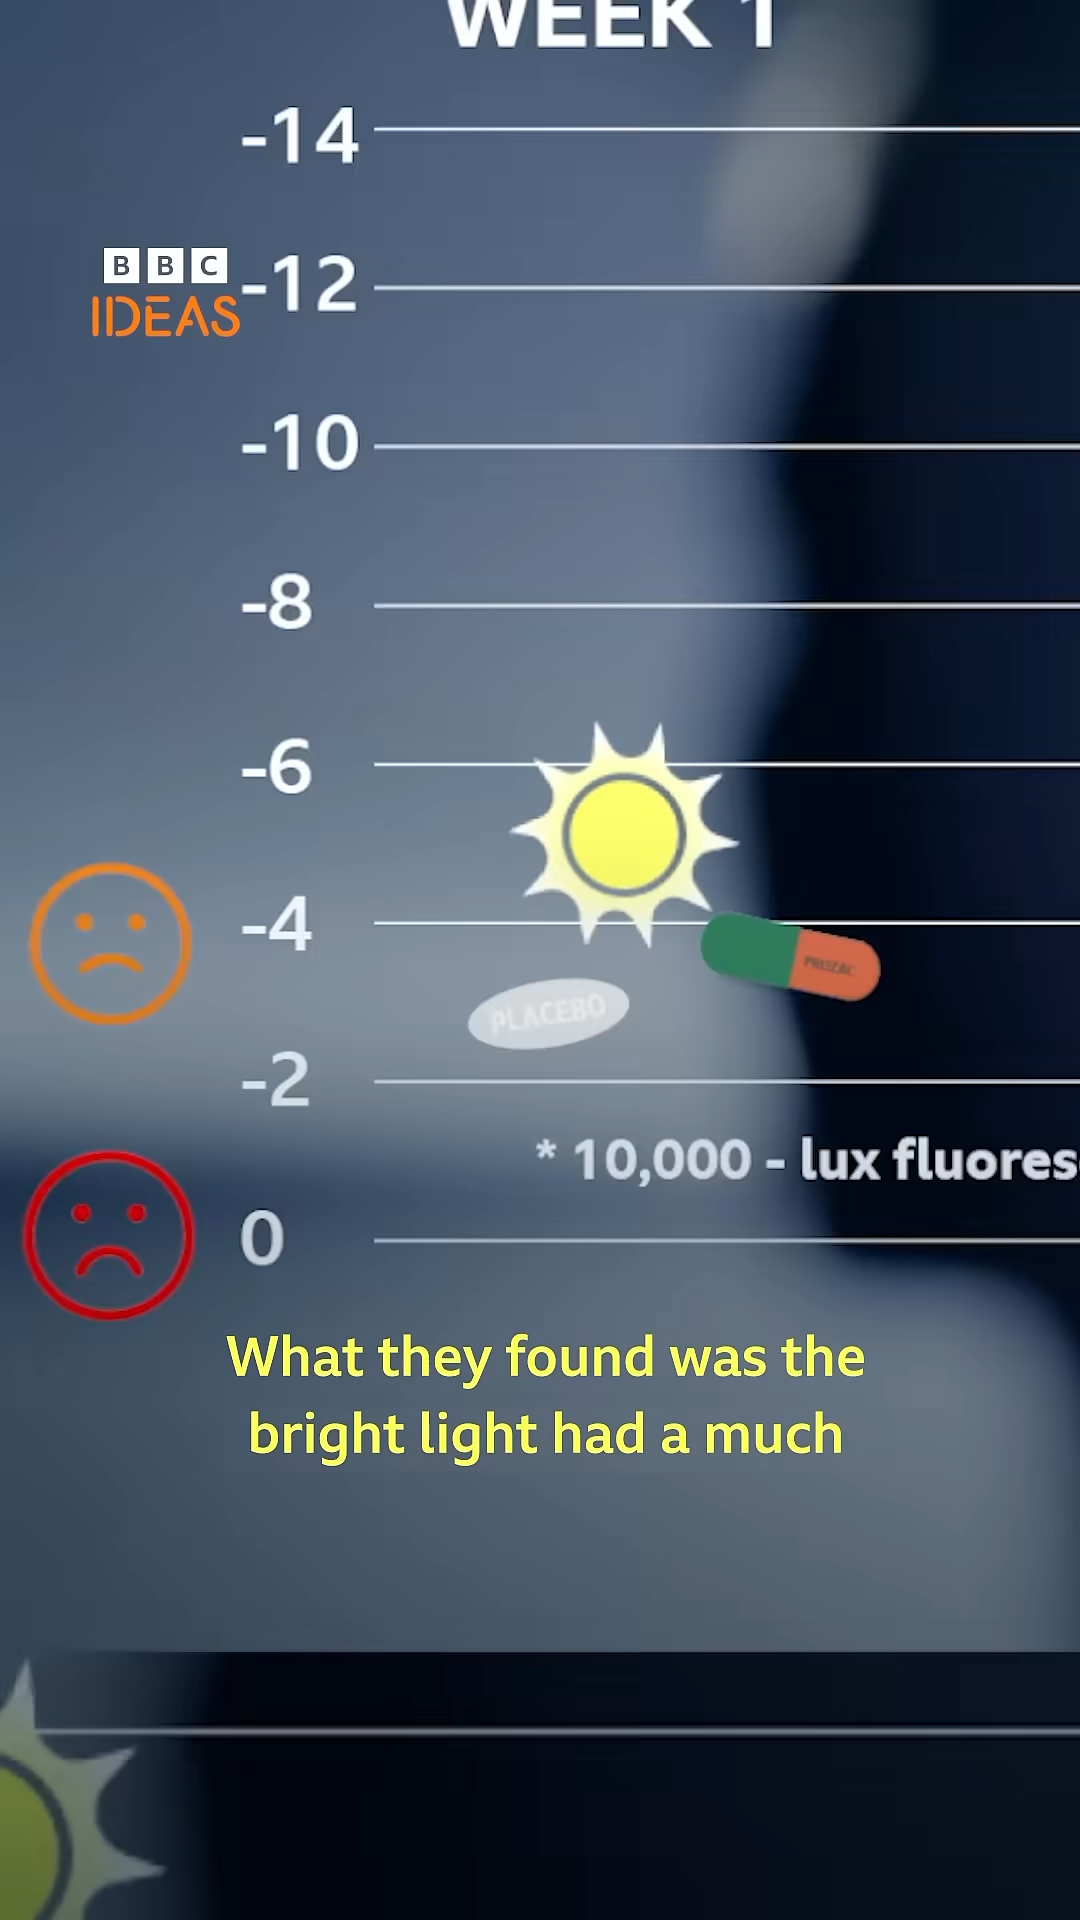 WEEK 1
-14
BBC
IDEAS
-12
-10
-8
-6
-4
PROZAC
PLACEBO
-2
* 10,000 - lux fluores
0
What they found was the
bright light had a much